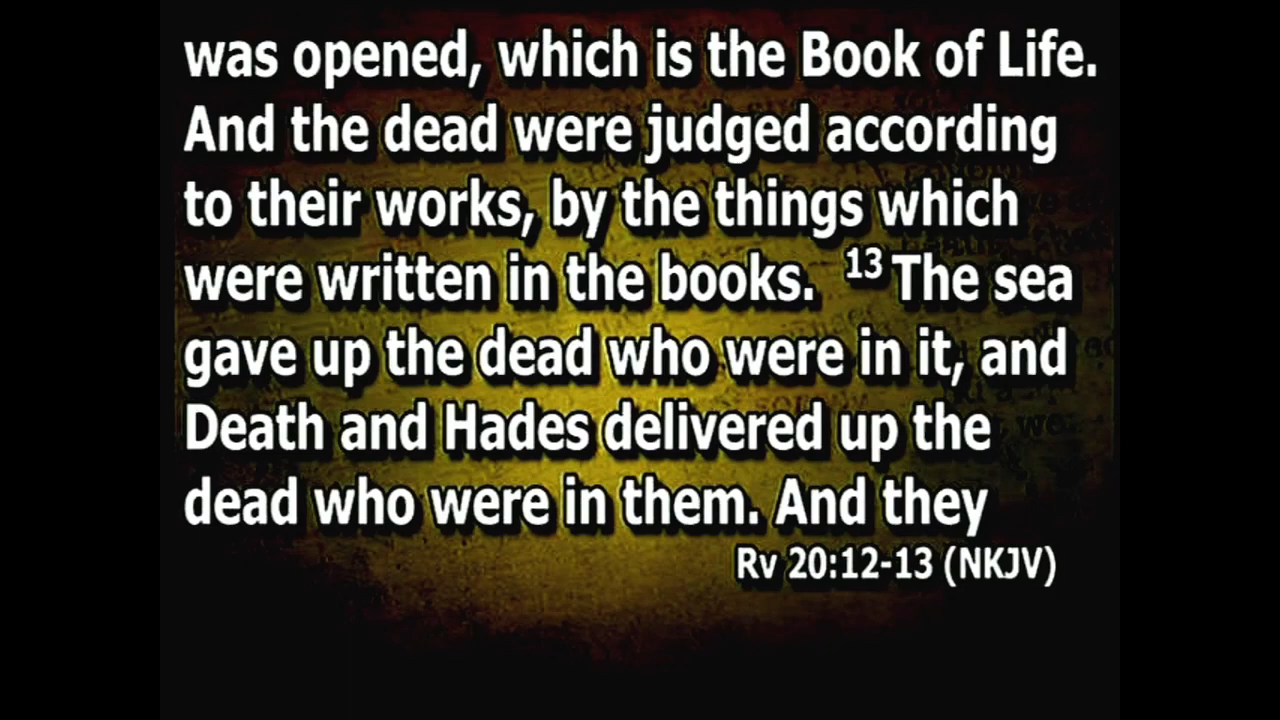 was opened, which is the Book of Life.
And the dead were judged according
to their works, by the things which
were written in the books. 13 The sea
gave up the dead who were in it, and
Death and Hades delivered up the
dead who were in them. And they
Rv 20:12-13 (NKJV)